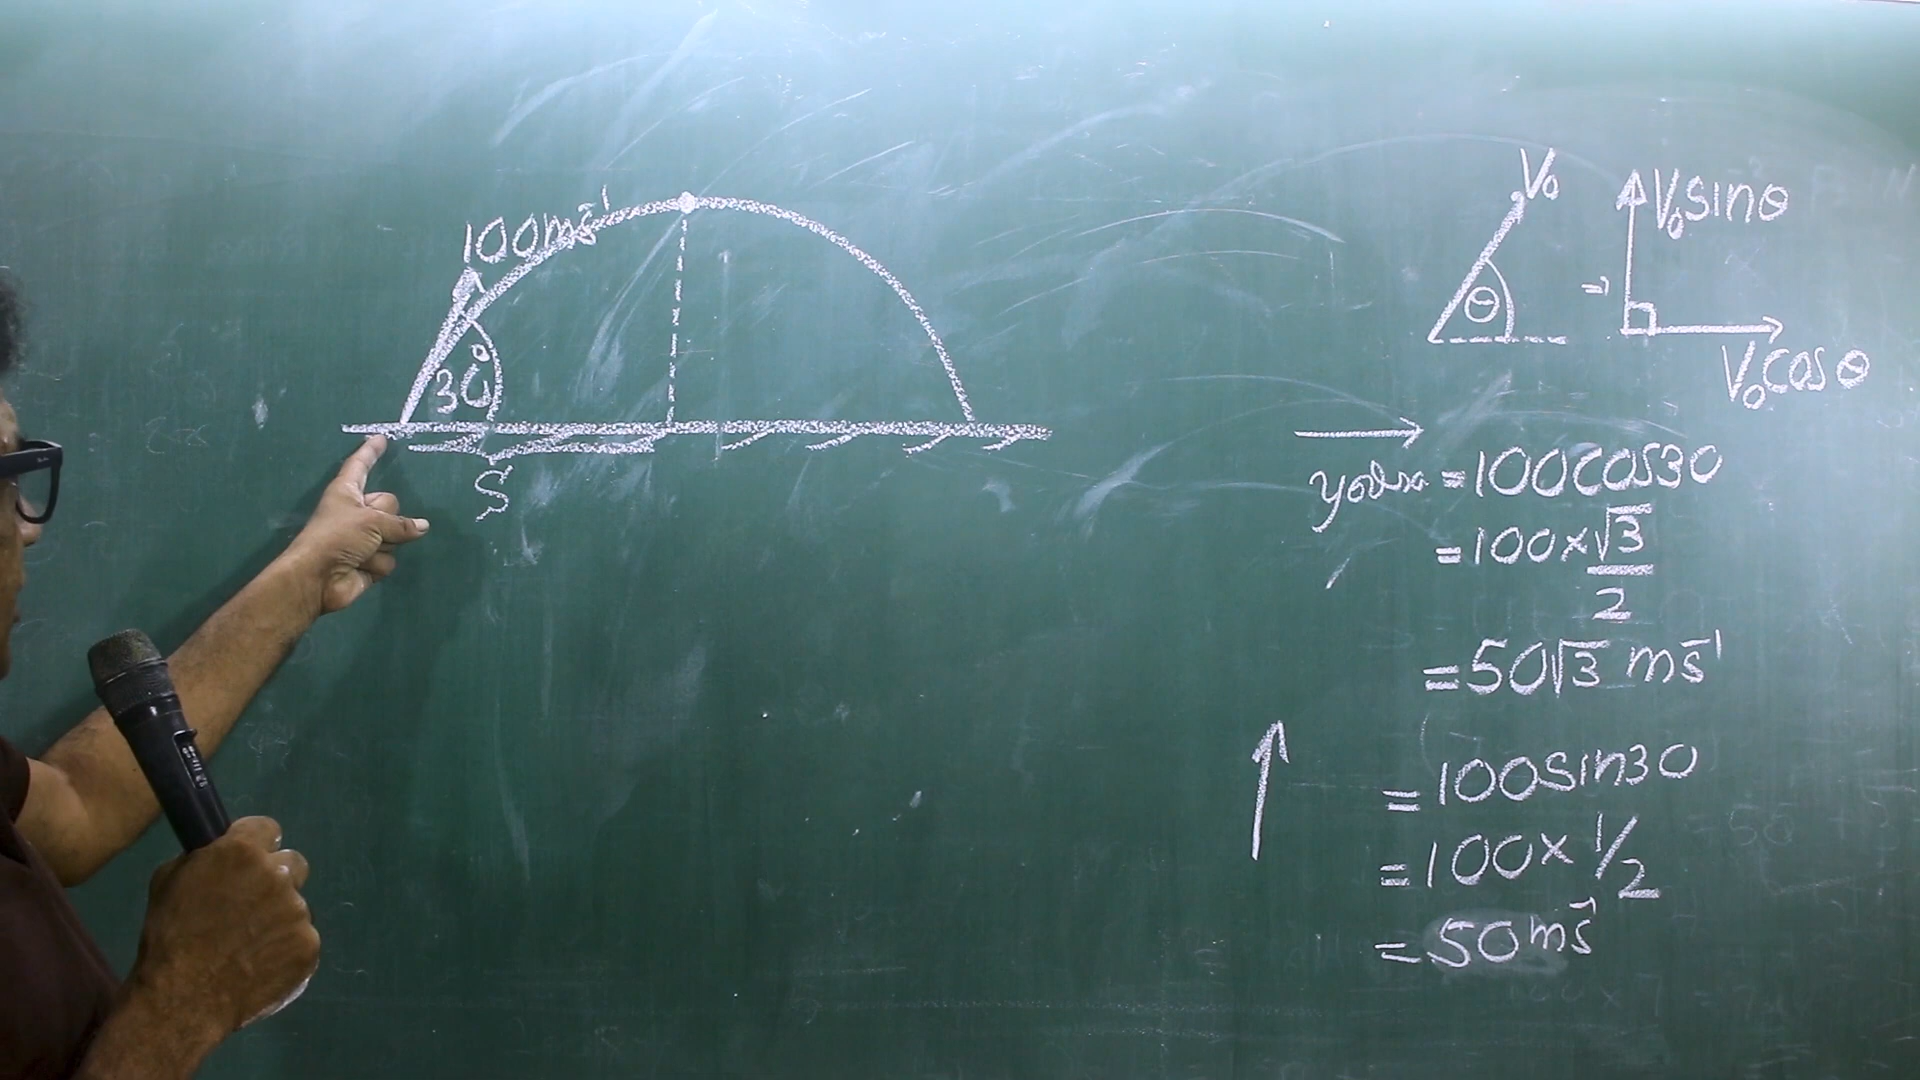 100ms⁻¹
30°
S
V₀
θ
⇒
V₀sinθ
V₀cosθ
=100cos30
=100×√3/2
=50√3 ms⁻¹
=100sin30
=100×1/2
=50ms⁻¹